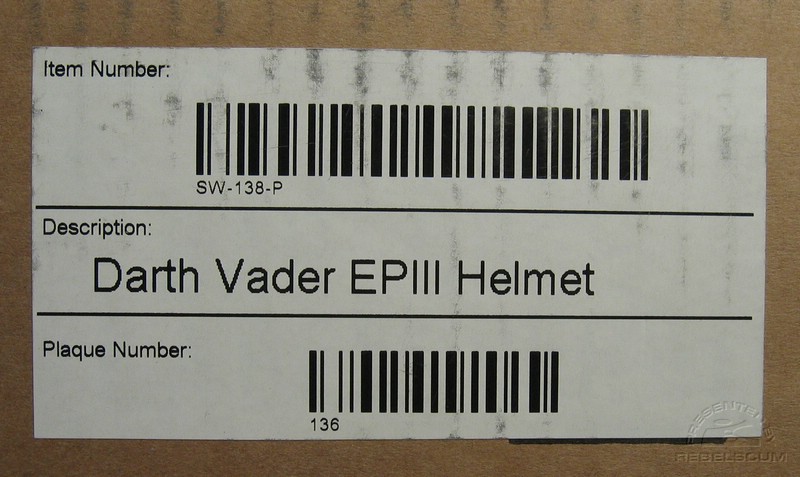 Item Number:
SW-138-P
Description:
Darth Vader EPIII Helmet
Plaque Number:
136
PRESENTED BY
REBELSCUM